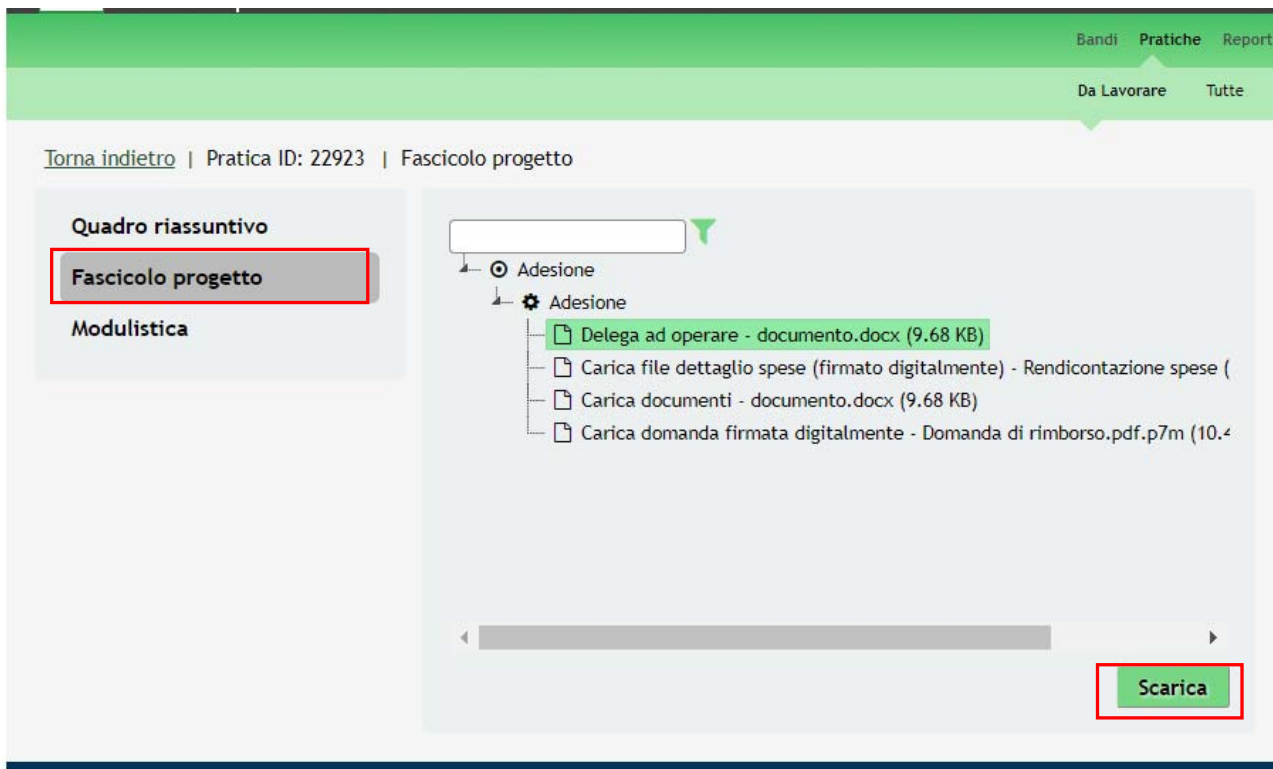 Bandi Pratiche Report
Da Lavorare Tutte
Torna indietro | Pratica ID: 22923 | Fascicolo progetto
Quadro riassuntivo
Fascicolo progetto
Modulistica
Adesione
Adesione
Delega ad operare - documento.docx (9.68 KB)
Carica file dettaglio spese (firmato digitalmente) - Rendicontazione spese (
Carica documenti - documento.docx (9.68 KB)
Carica domanda firmata digitalmente - Domanda di rimborso.pdf.p7m (10.4
Scarica